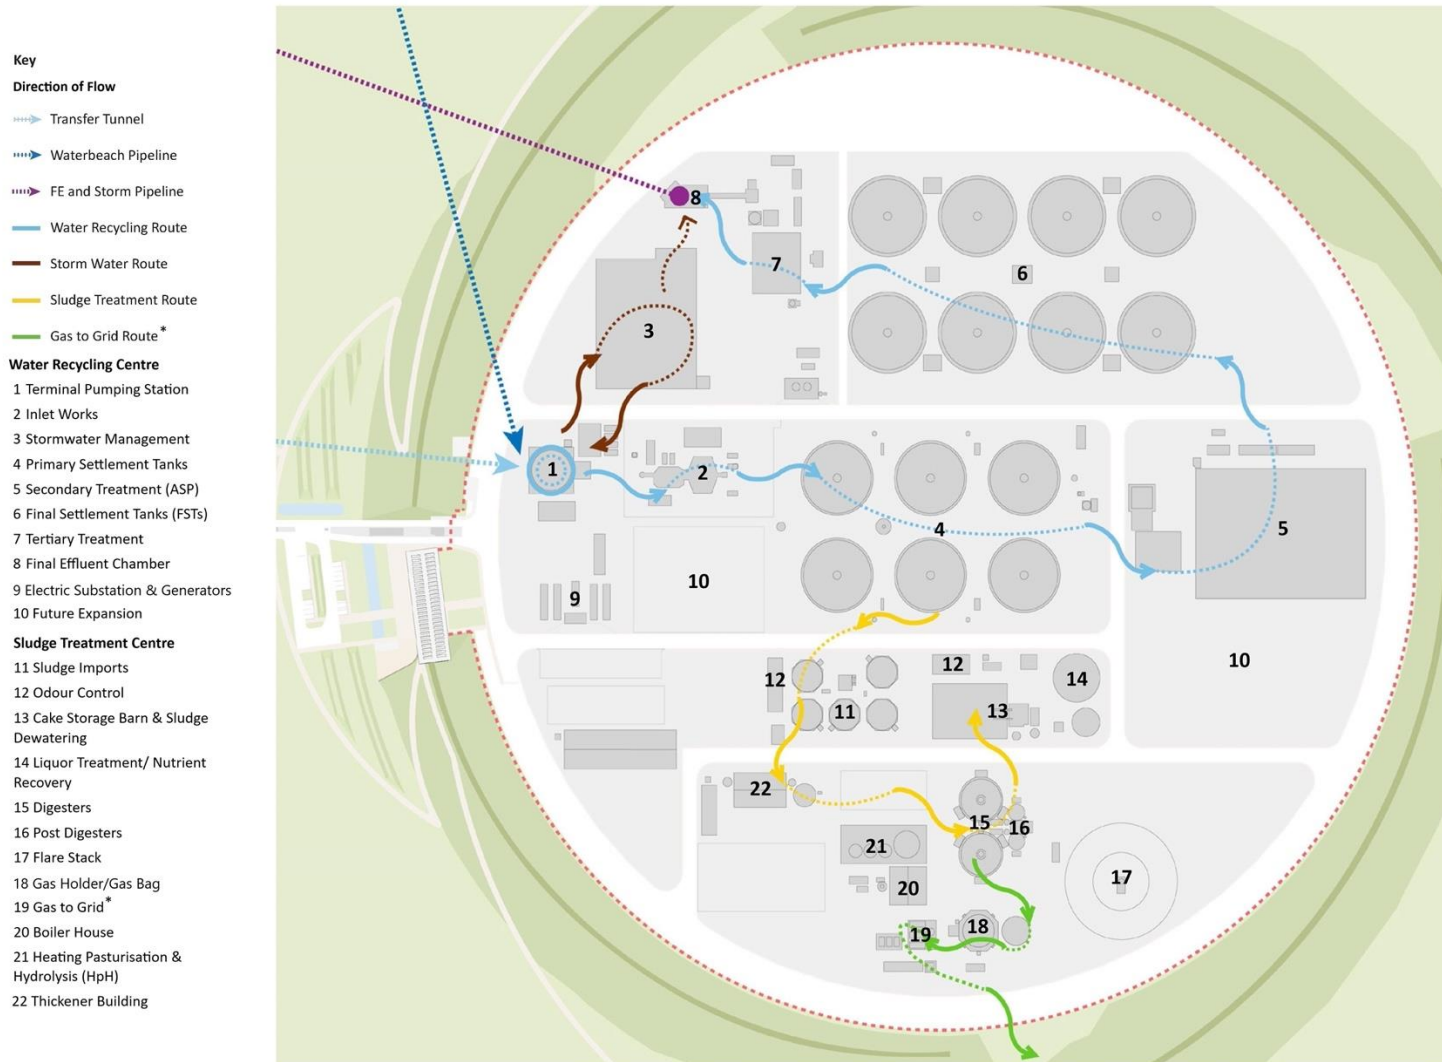 Key
Direction of Flow
Transfer Tunnel
Waterbeach Pipeline
FE and Storm Pipeline
Water Recycling Route
Storm Water Route
Sludge Treatment Route
Gas to Grid Route*
Water Recycling Centre
1 Terminal Pumping Station
2 Inlet Works
3 Stormwater Management
4 Primary Settlement Tanks
5 Secondary Treatment (ASP)
6 Final Settlement Tanks (FSTs)
7 Tertiary Treatment
8 Final Effluent Chamber
9 Electric Substation & Generators
10 Future Expansion
Sludge Treatment Centre
11 Sludge Imports
12 Odour Control
13 Cake Storage Barn & Sludge
Dewatering
14 Liquor Treatment/ Nutrient
Recovery
15 Digesters
16 Post Digesters
17 Flare Stack
18 Gas Holder/Gas Bag
19 Gas to Grid*
20 Boiler House
21 Heating Pasturisation &
Hydrolysis (HpH)
22 Thickener Building
8
7
6
3
1
2
4
5
9
10
10
12
12
11
13
14
22
15
16
21
20
17
18
19